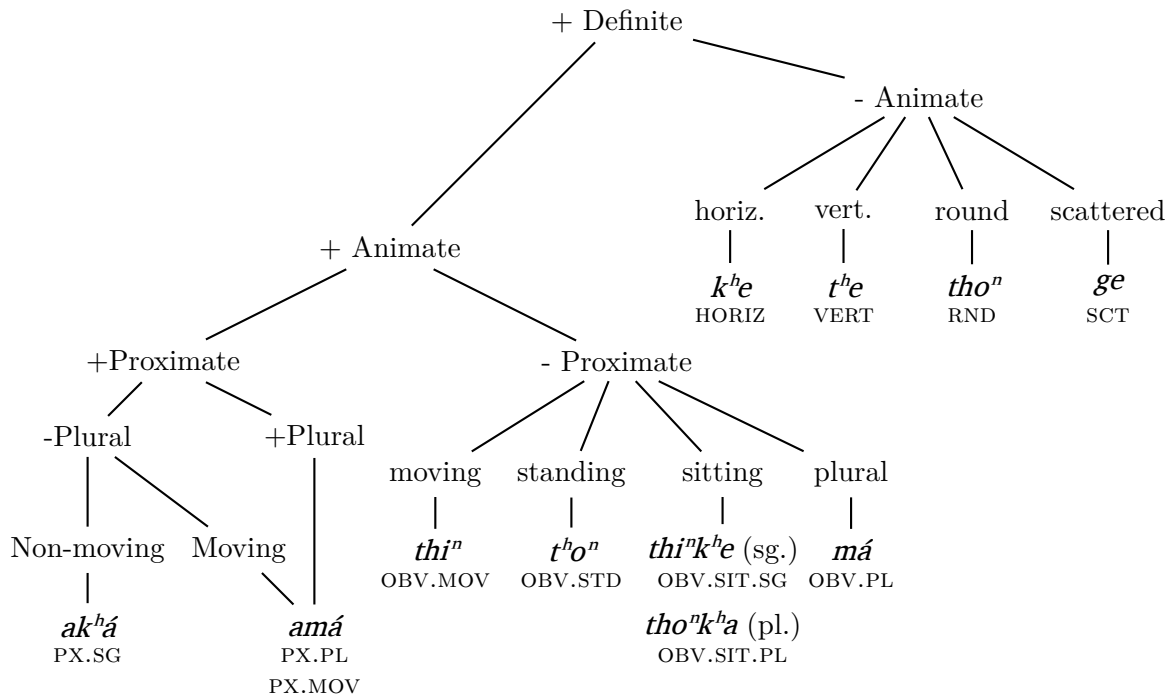 + Definite
- Animate
horiz. vert. round scattered
+ Animate
kʰe tʰe thoⁿ ge
HORIZ VERT RND SCT
+Proximate - Proximate
-Plural +Plural
moving standing sitting plural
Non-moving Moving thiⁿ tʰoⁿ thiⁿkʰe (sg.) má
OBV.MOV OBV.STD OBV.SIT.SG OBV.PL
akʰá amá thoⁿkʰa (pl.)
PX.SG PX.PL OBV.SIT.PL
PX.MOV